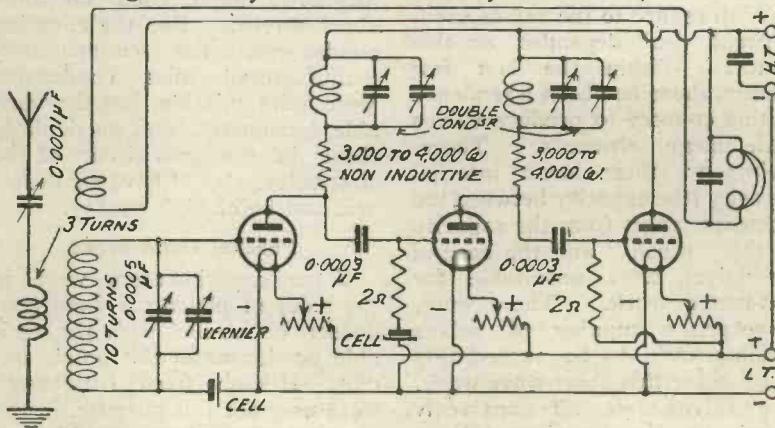 0.0001μF
3 TURNS
10 TURNS
0.0005 μF
VERNIER
CELL
DOUBLE
CONDSR
3,000 TO 4,000 ω
NON INDUCTIVE
3,000 TO
4,000 ω.
0.0003
μF
2Ω
CELL
-
+
-
+
0.0003
μF
2Ω
+
+
H.T.
-
+
L.T.
-